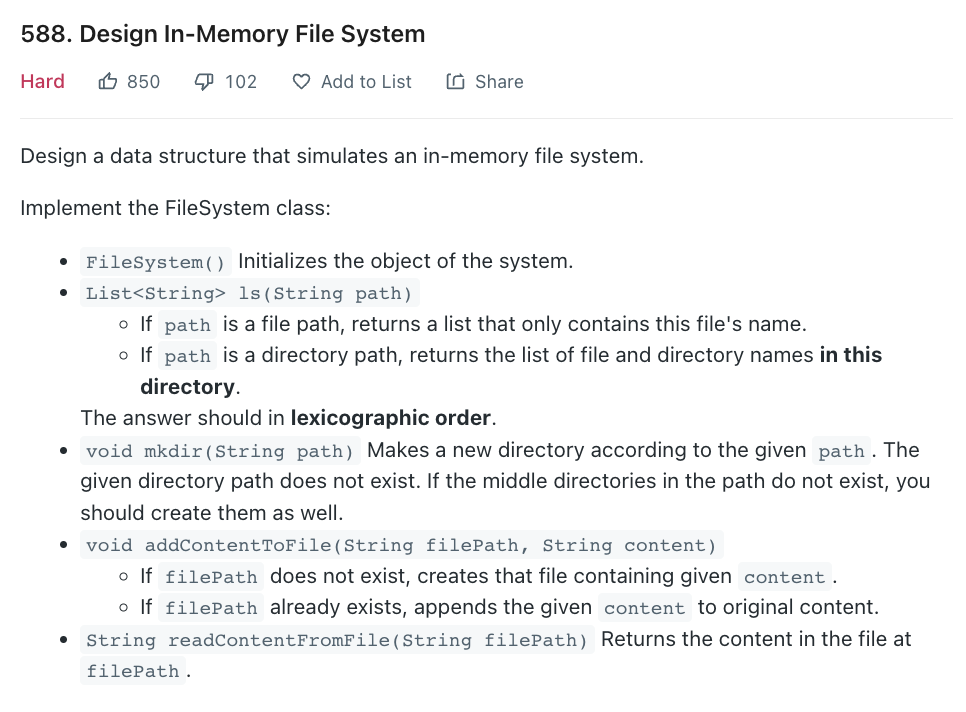 588. Design In-Memory File System
Hard 850 102 Add to List Share
Design a data structure that simulates an in-memory file system.
Implement the FileSystem class:
• FileSystem() Initializes the object of the system.
• List<String> ls(String path)
◦ If path is a file path, returns a list that only contains this file's name.
◦ If path is a directory path, returns the list of file and directory names in this
directory.
The answer should in lexicographic order.
• void mkdir(String path) Makes a new directory according to the given path. The
given directory path does not exist. If the middle directories in the path do not exist, you
should create them as well.
• void addContentToFile(String filePath, String content)
◦ If filePath does not exist, creates that file containing given content.
◦ If filePath already exists, appends the given content to original content.
• String readContentFromFile(String filePath) Returns the content in the file at
filePath.